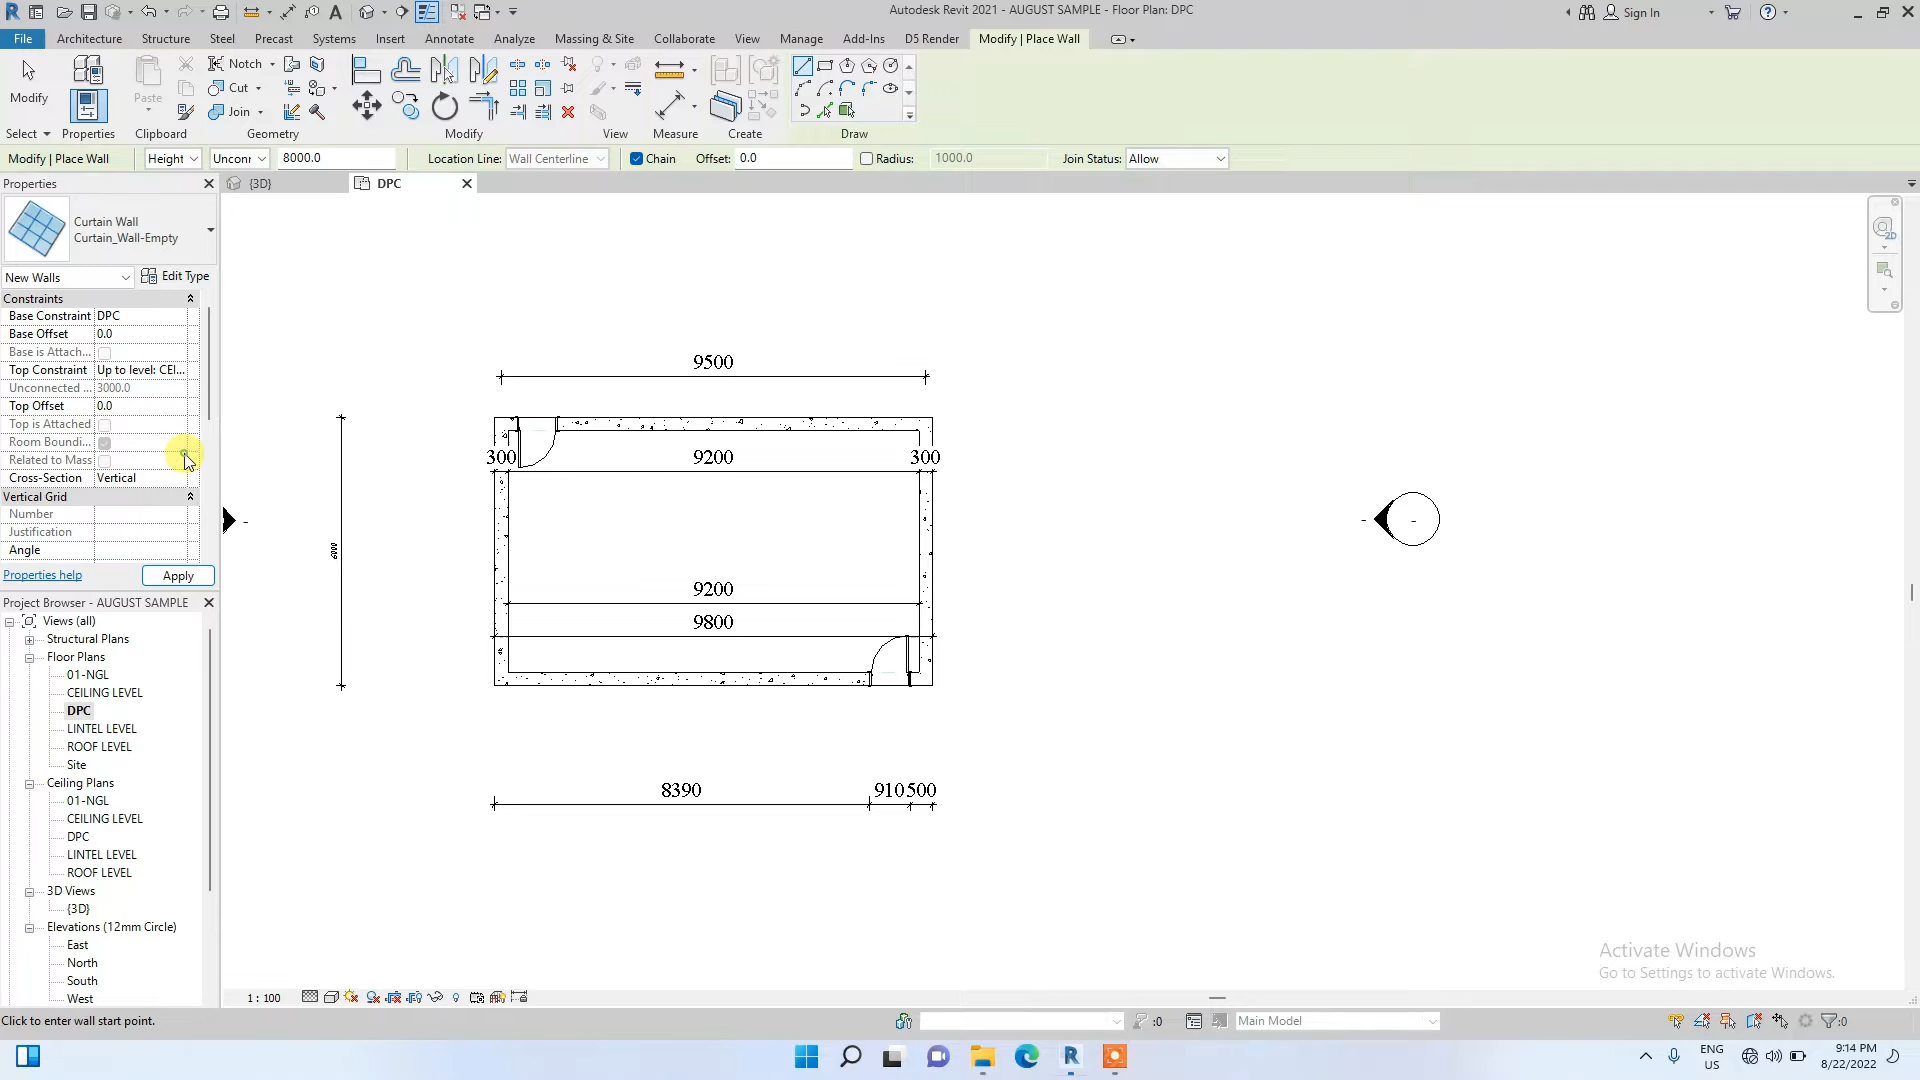 Autodesk Revit 2021 - AUGUST SAMPLE - Floor Plan: DPC
Sign In
File Architecture Structure Steel Precast Systems Insert Annotate Analyze Massing & Site Collaborate View Manage Add-Ins D5 Render Modify | Place Wall
Modify
Paste
Notch
Cut
Join
Select Properties Clipboard Geometry Modify View Measure Create Draw
Modify | Place Wall Height Unconr 8000.0 Location Line: Wall Centerline Chain Offset: 0.0 Radius: 1000.0 Join Status: Allow
Properties
{3D}
DPC
Curtain Wall
Curtain_Wall-Empty
New Walls Edit Type
Constraints
Base Constraint DPC
Base Offset 0.0
Base is Attach...
Top Constraint Up to level: CEI...
Unconnected ... 3000.0
Top Offset 0.0
Top is Attached
Room Boundi...
Related to Mass
Cross-Section Vertical
Vertical Grid
Number
Justification
Angle
Properties help Apply
Project Browser - AUGUST SAMPLE
Views (all)
Structural Plans
Floor Plans
01-NGL
CEILING LEVEL
DPC
LINTEL LEVEL
ROOF LEVEL
Site
Ceiling Plans
01-NGL
CEILING LEVEL
DPC
LINTEL LEVEL
ROOF LEVEL
3D Views
{3D}
Elevations (12mm Circle)
East
North
South
West
9500
300 9200 300
6000
9200
9800
8390 910 500
Activate Windows
Go to Settings to activate Windows.
1 : 100
Click to enter wall start point.
:0
Main Model
:0
ENG
US
9:14 PM
8/22/2022